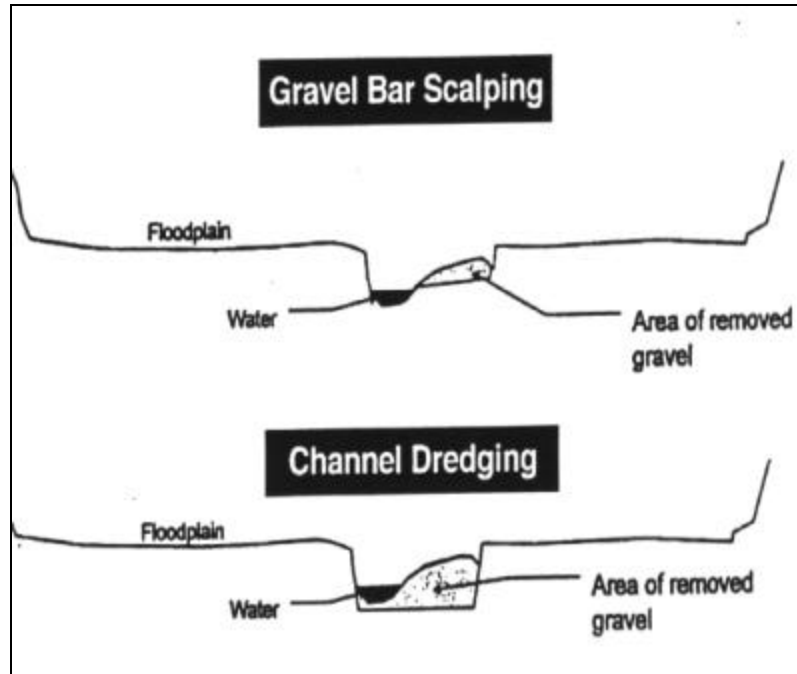 Gravel Bar Scalping
Floodplain
Water
Area of removed
gravel
Channel Dredging
Floodplain
Water
Area of removed
gravel